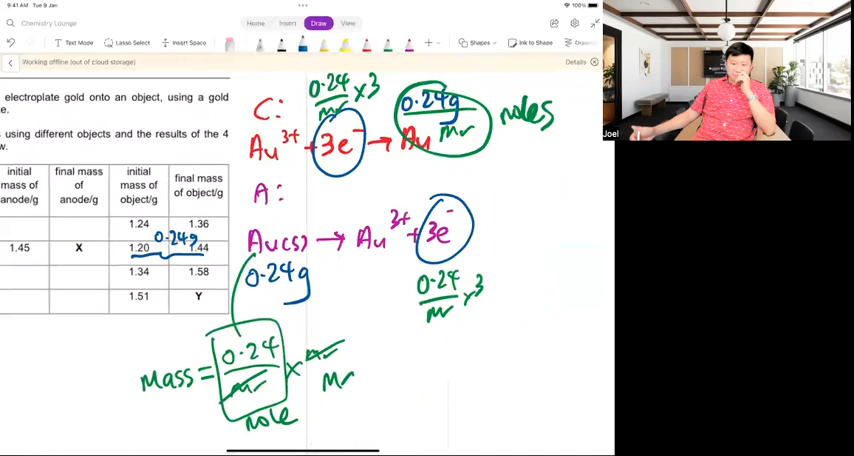 9:41 AM Tue 9 Jan
100%
Chemistry Lounge
Home Insert Draw View
Text Mode Lasso Select Insert Space Shapes Ink to Shape
Working offline (out of cloud storage)
Details
electroplate gold onto an object, using a gold
using different objects and the results of the 4
initial mass of anode/g
final mass of anode/g
initial mass of object/g
final mass of object/g
1.24 1.36
0.24g
1.45 X 1.20 1.44
1.34 1.58
1.51 Y
C:
0.24/mr x 3
0.24g/mr
moles
Au3+ + 3e- → Au
A:
Au(s) → Au3+ + 3e-
0.24g
0.24/mr x 3
Mass = 0.24/mr x mr
Mr
mole
Joel